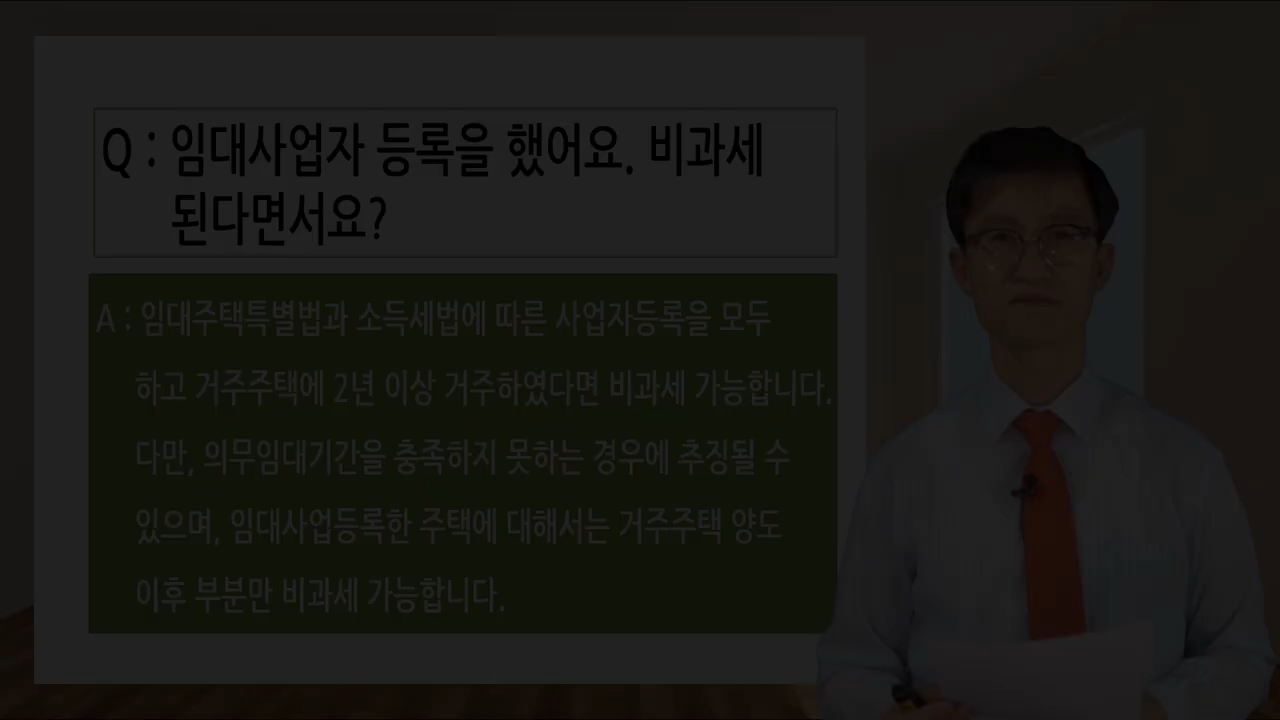 Q : 임대사업자 등록을 했어요. 비과세
된다면서요?
A : 임대주택특별법과 소득세법에 따른 사업자등록을 모두
하고 거주주택에 2년 이상 거주하였다면 비과세 가능합니다.
다만, 의무임대기간을 충족하지 못하는 경우에 추징될 수
있으며, 임대사업등록한 주택에 대해서는 거주주택 양도
이후 부분만 비과세 가능합니다.